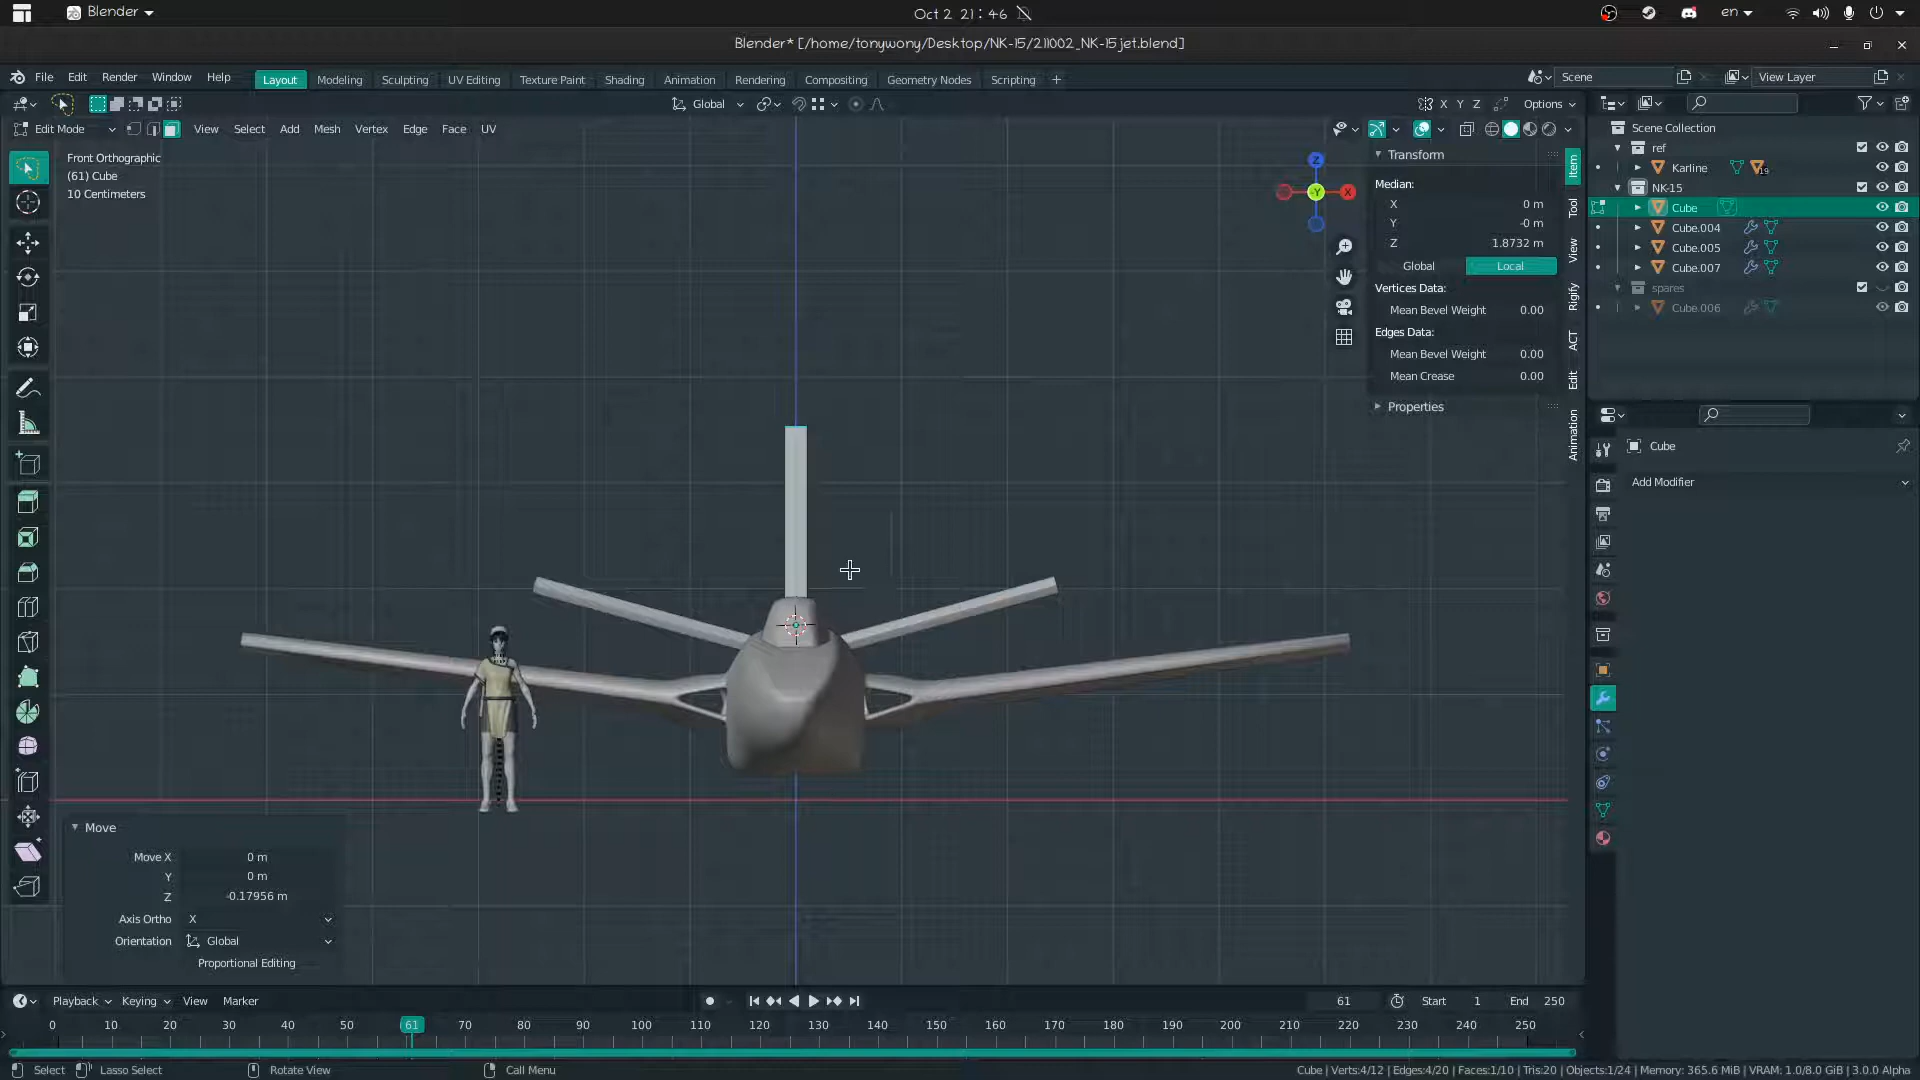 Blender
Oct 2 21:46
en
Blender* [/home/tonywony/Desktop/NK-15/211002_NK-15jet.blend]
File Edit Render Window Help
Layout Modeling Sculpting UV Editing Texture Paint Shading Animation Rendering Compositing Geometry Nodes Scripting +
Scene
View Layer
Global
X Y Z
Options
Edit Mode View Select Add Mesh Vertex Edge Face UV
Front Orthographic
(61) Cube
10 Centimeters
Z
Y
X
Transform
Median:
X 0 m
Y -0 m
Z 1.8732 m
Global Local
Vertices Data:
Mean Bevel Weight 0.00
Edges Data:
Mean Bevel Weight 0.00
Mean Crease 0.00
Properties
Item
Tool
View
Rigify
ACT
Edit
Animation
Scene Collection
ref
Karline
19
NK-15
Cube
Cube.004
Cube.005
Cube.007
spares
Cube.006
Cube
Add Modifier
Move
Move X 0 m
Y 0 m
Z -0.17956 m
Axis Ortho X
Orientation Global
Proportional Editing
Playback Keying View Marker
61
Start 1
End 250
0 10 20 30 40 50 61 70 80 90 100 110 120 130 140 150 160 170 180 190 200 210 220 230 240 250
Select Lasso Select Rotate View Call Menu
Cube | Verts:4/12 | Edges:4/20 | Faces:1/10 | Tris:20 | Objects:1/24 | Memory: 365.6 MiB | VRAM: 1.0/8.0 GiB | 3.0.0 Alpha